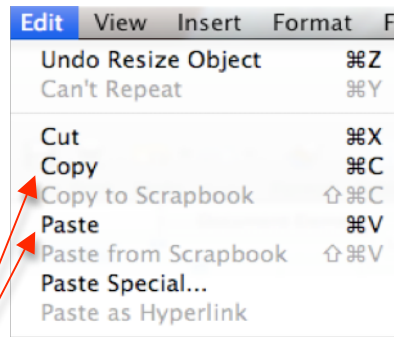 Edit View Insert Format F
Undo Resize Object ⌘Z
Can't Repeat ⌘Y
Cut ⌘X
Copy ⌘C
Copy to Scrapbook ⇧⌘C
Paste ⌘V
Paste from Scrapbook ⇧⌘V
Paste Special...
Paste as Hyperlink